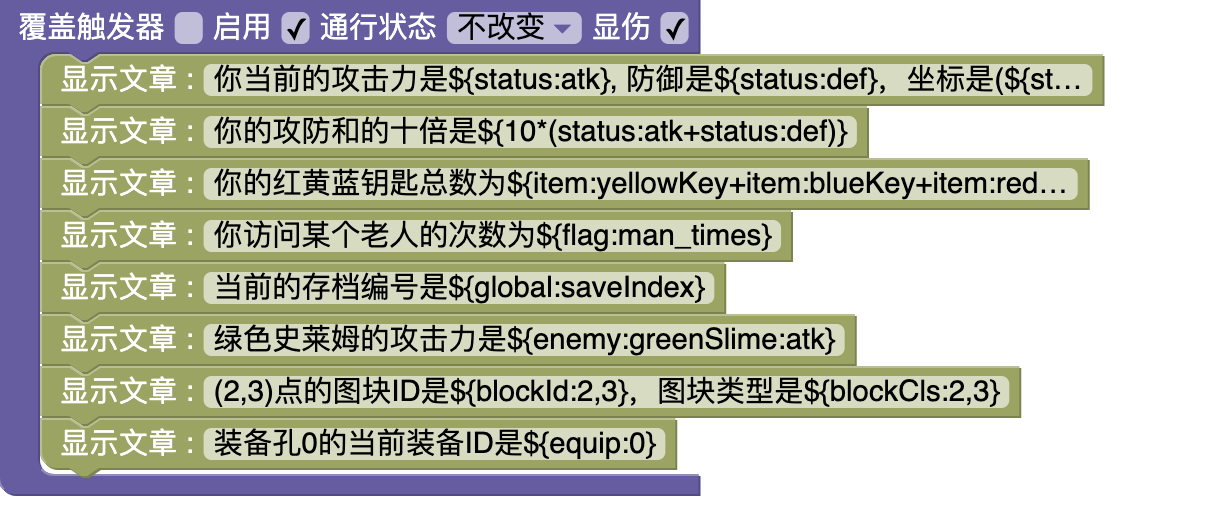 覆盖触发器 启用 通行状态 不改变 显伤
显示文章：你当前的攻击力是${status:atk}, 防御是${status:def}，坐标是(${st…
显示文章：你的攻防和的十倍是${10*(status:atk+status:def)}
显示文章：你的红黄蓝钥匙总数为${item:yellowKey+item:blueKey+item:red…
显示文章：你访问某个老人的次数为${flag:man_times}
显示文章：当前的存档编号是${global:saveIndex}
显示文章：绿色史莱姆的攻击力是${enemy:greenSlime:atk}
显示文章：(2,3)点的图块ID是${blockId:2,3}，图块类型是${blockCls:2,3}
显示文章：装备孔0的当前装备ID是${equip:0}